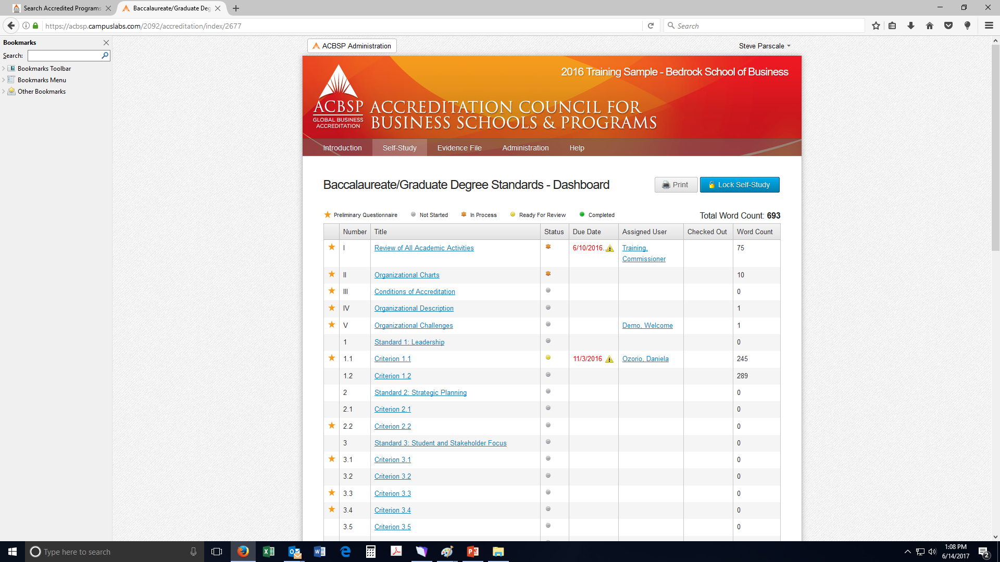 Search Accredited Programs
Baccalaureate/Graduate Deg
https://acbsp.campuslabs.com/2092/accreditation/index/2677
Search
Bookmarks
Search:
Bookmarks Toolbar
Bookmarks Menu
Other Bookmarks
ACBSP Administration
Steve Parscale
2016 Training Sample - Bedrock School of Business
ACBSP
GLOBAL BUSINESS
ACCREDITATION
ACCREDITATION COUNCIL FOR
BUSINESS SCHOOLS & PROGRAMS
Introduction Self-Study Evidence File Administration Help
Baccalaureate/Graduate Degree Standards - Dashboard
Print
Lock Self-Study
Preliminary Questionnaire Not Started In Process Ready For Review Completed
Total Word Count: 693
Number Title Status Due Date Assigned User Checked Out Word Count
I Review of All Academic Activities 6/10/2016... Training, Commissioner 75
II Organizational Charts 10
III Conditions of Accreditation 0
IV Organizational Description 1
V Organizational Challenges Demo, Welcome 1
1 Standard 1: Leadership 0
1.1 Criterion 1.1 11/3/2016 Ozorio, Daniela 245
1.2 Criterion 1.2 289
2 Standard 2: Strategic Planning 0
2.1 Criterion 2.1 0
2.2 Criterion 2.2 0
3 Standard 3: Student and Stakeholder Focus 0
3.1 Criterion 3.1 0
3.2 Criterion 3.2 0
3.3 Criterion 3.3 0
3.4 Criterion 3.4 0
3.5 Criterion 3.5 0
Type here to search
1:08 PM
6/14/2017
2